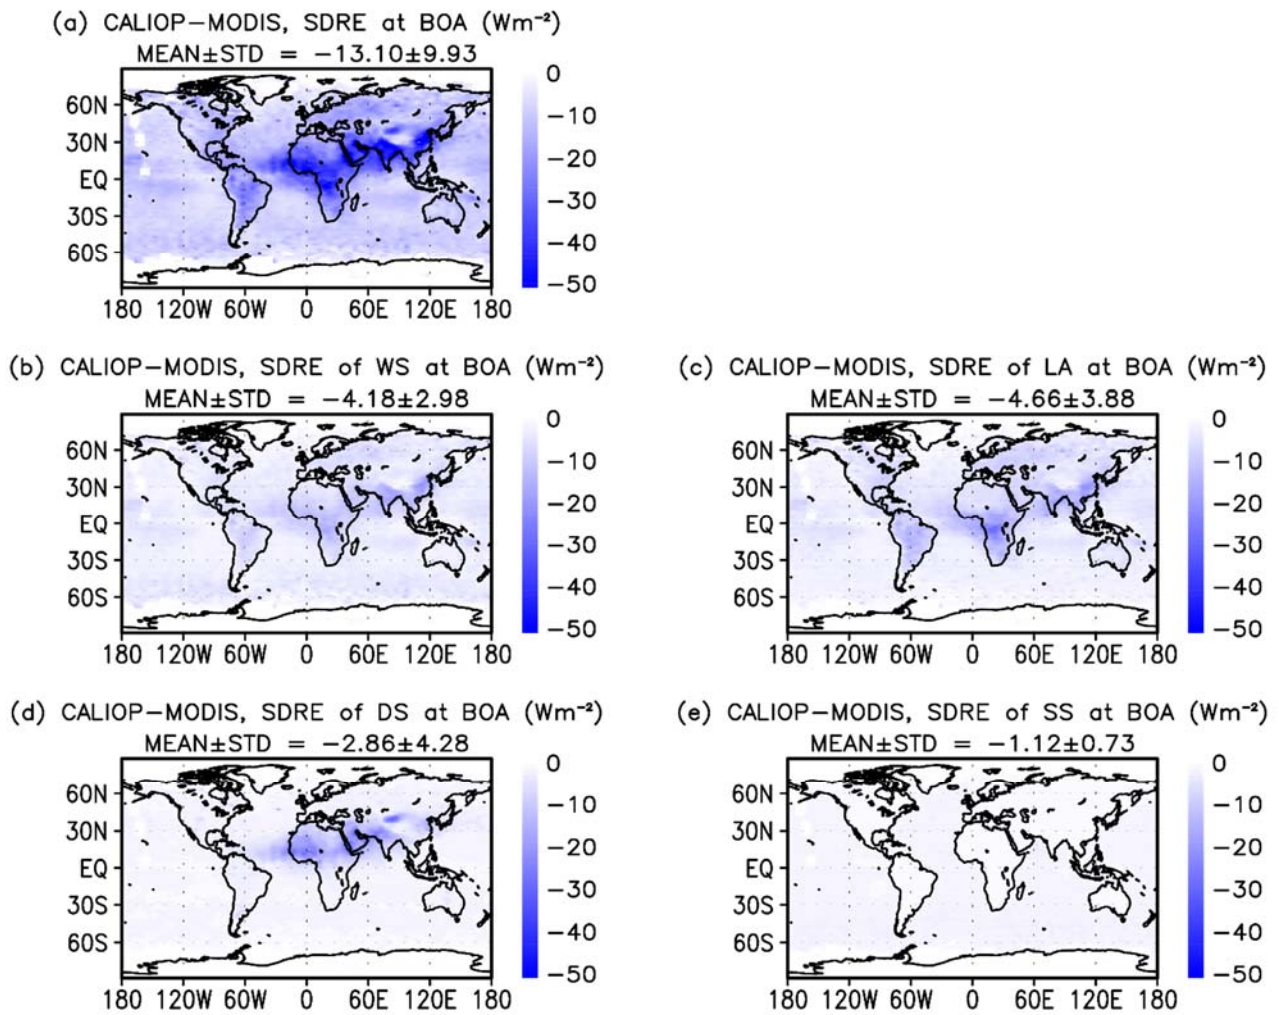 (a) CALIOP−MODIS, SDRE at BOA (Wm⁻²)
MEAN±STD = −13.10±9.93
60N
30N
EQ
30S
60S
180 120W 60W 0 60E 120E 180
0
−10
−20
−30
−40
−50
(b) CALIOP−MODIS, SDRE of WS at BOA (Wm⁻²)
MEAN±STD = −4.18±2.98
60N
30N
EQ
30S
60S
180 120W 60W 0 60E 120E 180
0
−10
−20
−30
−40
−50
(c) CALIOP−MODIS, SDRE of LA at BOA (Wm⁻²)
MEAN±STD = −4.66±3.88
60N
30N
EQ
30S
60S
180 120W 60W 0 60E 120E 180
0
−10
−20
−30
−40
−50
(d) CALIOP−MODIS, SDRE of DS at BOA (Wm⁻²)
MEAN±STD = −2.86±4.28
60N
30N
EQ
30S
60S
180 120W 60W 0 60E 120E 180
0
−10
−20
−30
−40
−50
(e) CALIOP−MODIS, SDRE of SS at BOA (Wm⁻²)
MEAN±STD = −1.12±0.73
60N
30N
EQ
30S
60S
180 120W 60W 0 60E 120E 180
0
−10
−20
−30
−40
−50